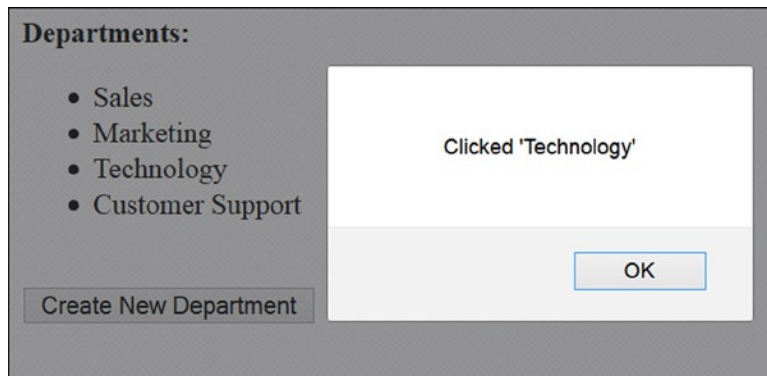 Departments:
Sales
Marketing
Technology
Customer Support
Create New Department
Clicked 'Technology'
OK